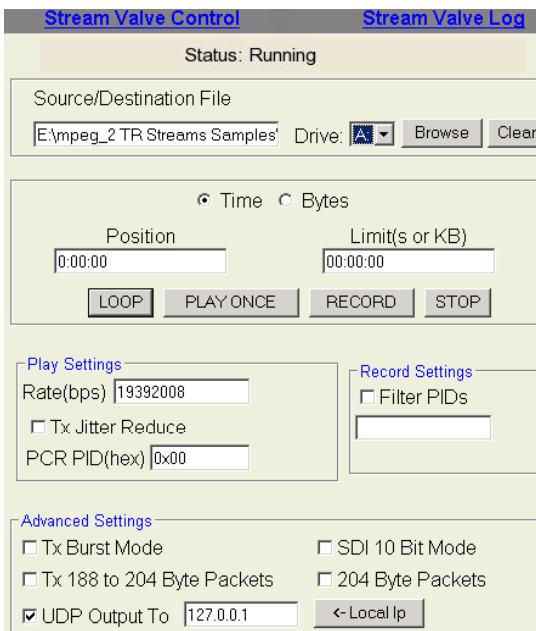 Stream Valve Control Stream Valve Log
Status: Running
Source/Destination File
E:\mpeg_2 TR Streams Samples' Drive: A: Browse Clear
Time Bytes
Position Limit(s or KB)
0:00:00 00:00:00
LOOP PLAY ONCE RECORD STOP
Play Settings Record Settings
Rate(bps) 19392008 Filter PIDs
Tx Jitter Reduce
PCR PID(hex) 0x00
Advanced Settings
Tx Burst Mode SDI 10 Bit Mode
Tx 188 to 204 Byte Packets 204 Byte Packets
UDP Output To 127.0.0.1 <- Local Ip